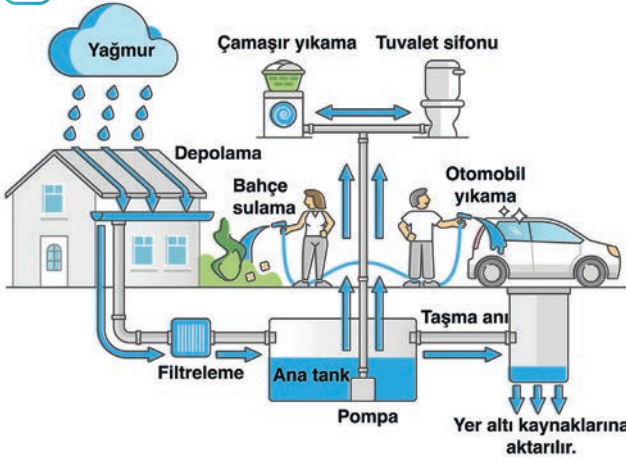 Yağmur
Çamaşır yıkama
Tuvalet sifonu
Depolama
Bahçe
sulama
Otomobil
yıkama
Taşma anı
Filtreleme
Ana tank
Pompa
Yer altı kaynaklarına
aktarılır.